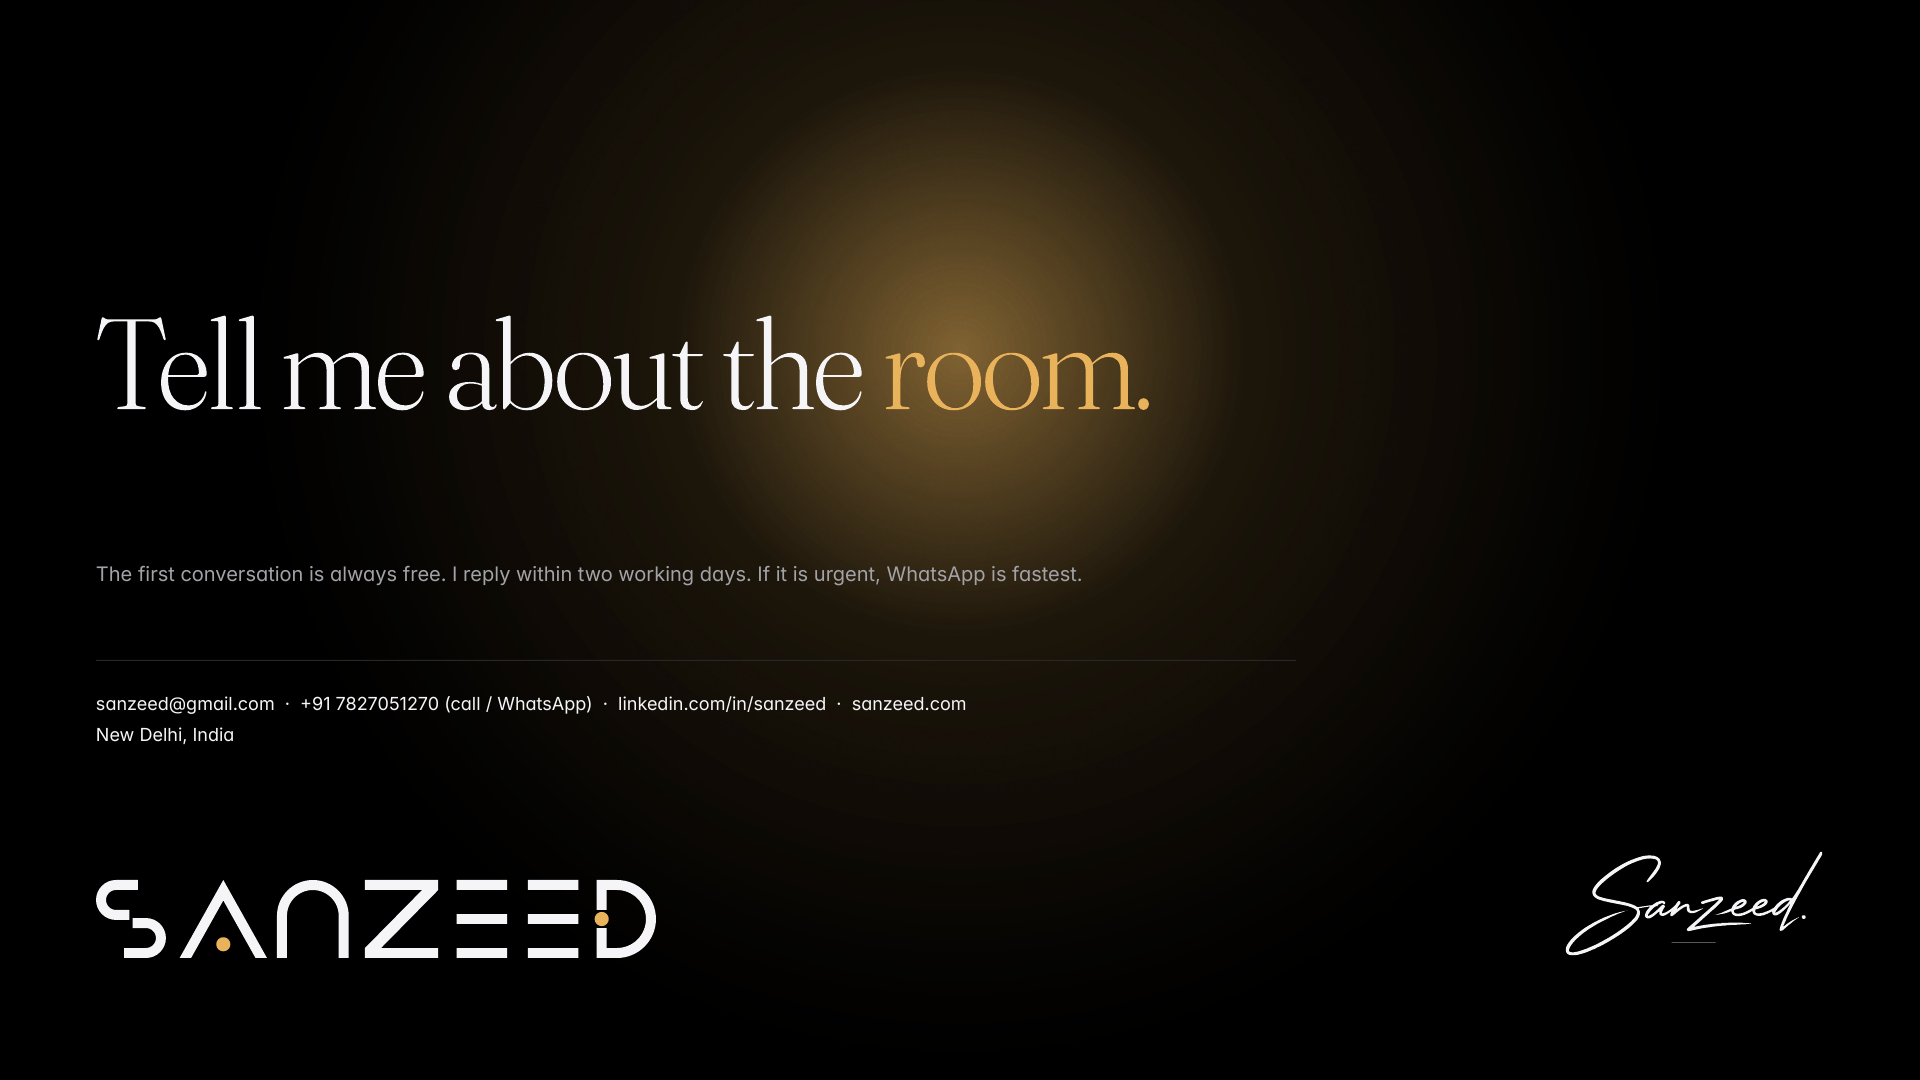 Tell me about the room.
The first conversation is always free. I reply within two working days. If it is urgent, WhatsApp is fastest.
sanzeed@gmail.com · +91 7827051270 (call / WhatsApp) · linkedin.com/in/sanzeed · sanzeed.com
New Delhi, India
SANZEED
Sanzeed.